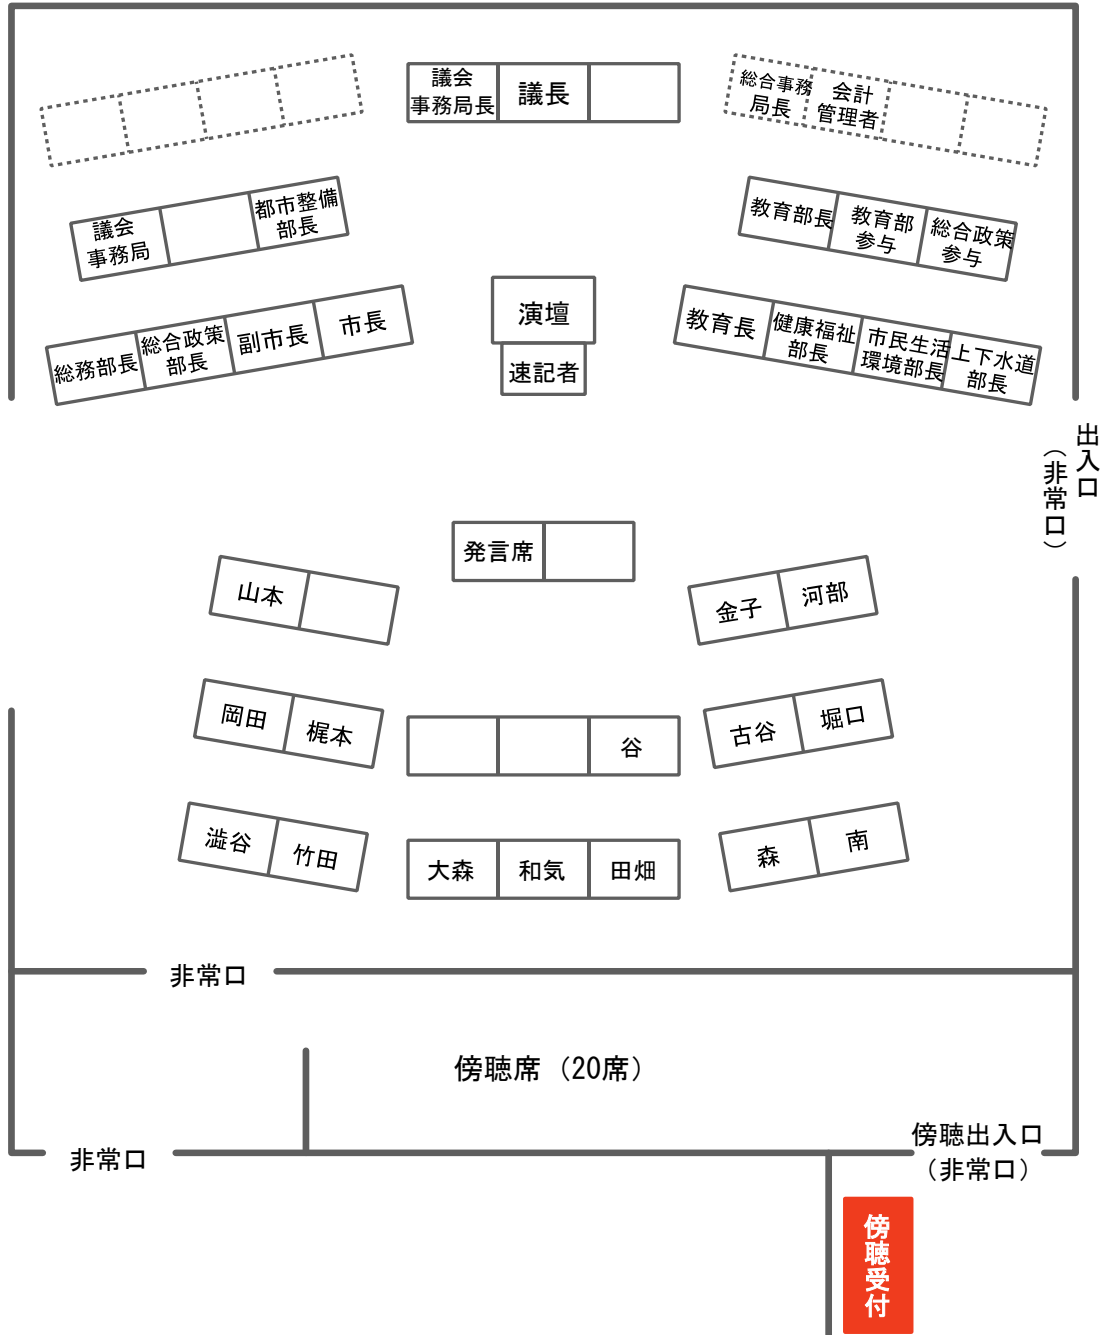 議会
事務局長
議長
総合事務
局長
会計
管理者
議会
事務局
都市整備
部長
教育部長
教育部
参与
総合政策
参与
総務部長
総合政策
部長
副市長
市長
演壇
速記者
教育長
健康福祉
部長
市民生活
環境部長
上下水道
部長
出入口
（非常口）
発言席
山本
金子
河部
岡田
梶本
谷
古谷
堀口
澁谷
竹田
大森
和気
田畑
森
南
非常口
傍聴席（20席）
非常口
傍聴出入口
（非常口）
傍聴受付